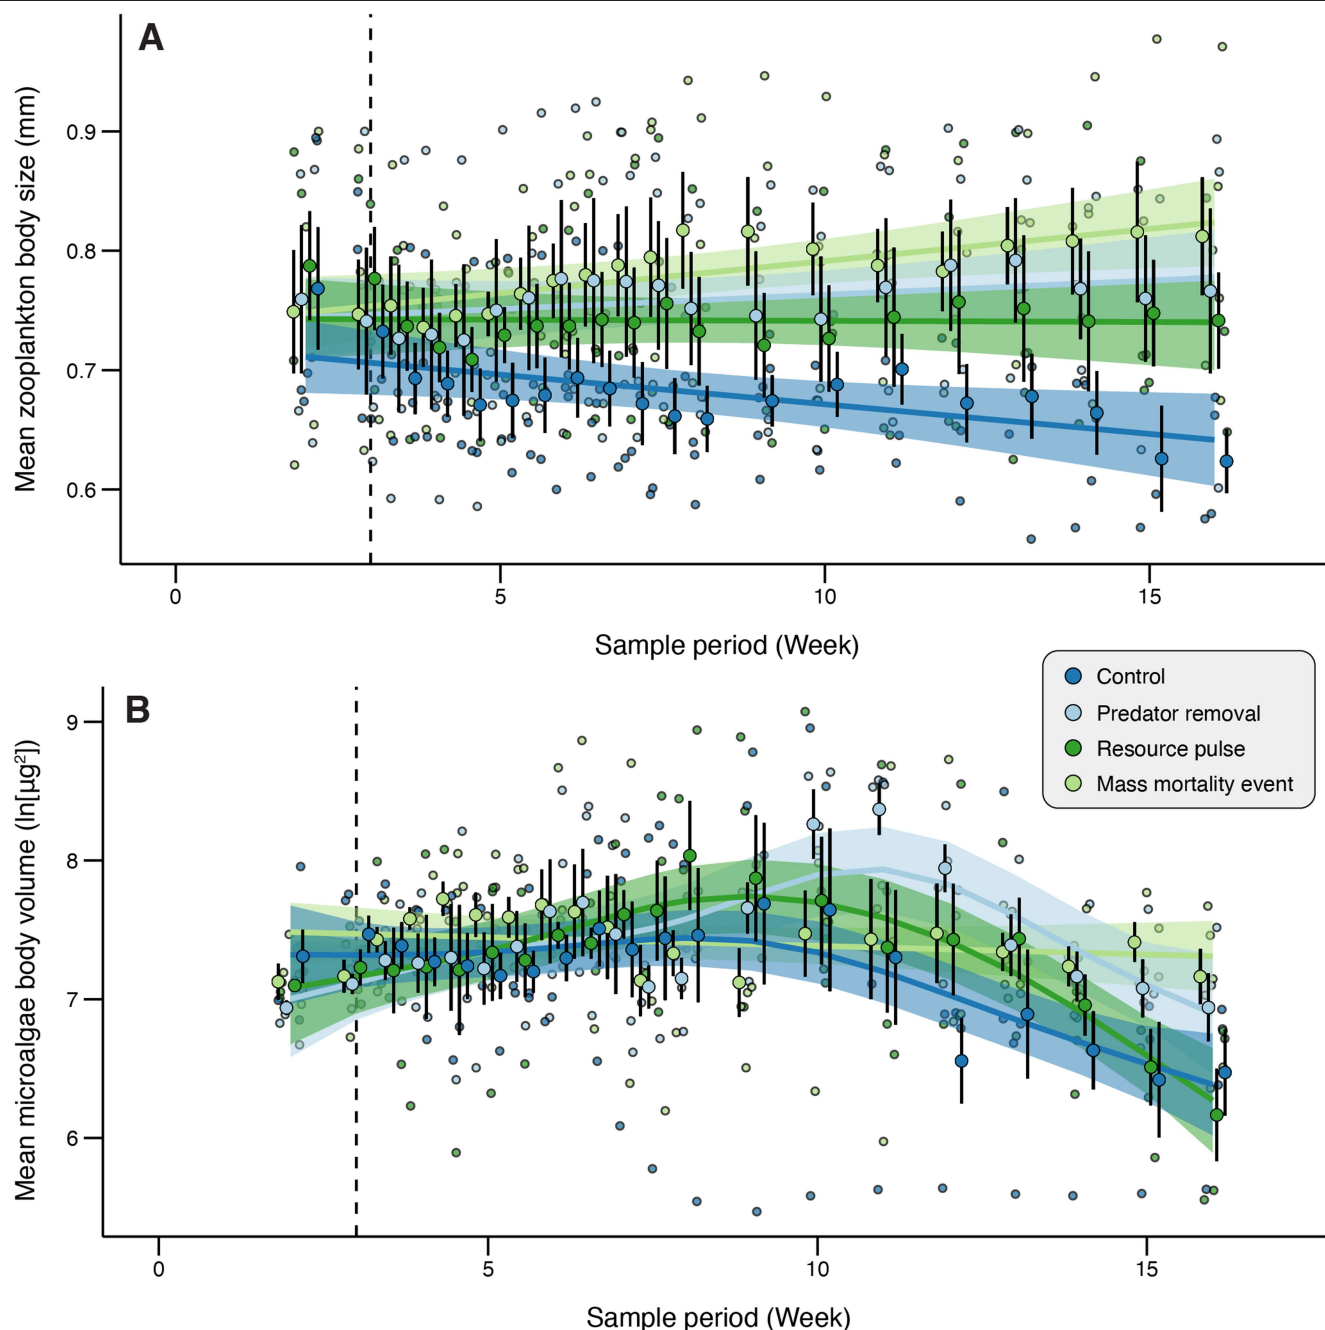 A
Mean zooplankton body size (mm)
0.9
0.8
0.7
0.6
0 5 10 15
Sample period (Week)
Control
Predator removal
Resource pulse
Mass mortality event
B
Mean microalgae body volume (ln[µg²])
9
8
7
6
0 5 10 15
Sample period (Week)